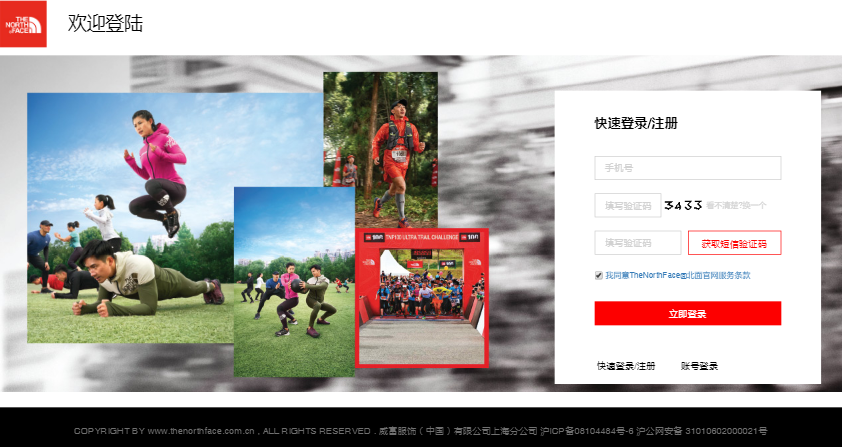 THE
NORTH
FACE
欢迎登陆
TNF100 ULTRA TRAIL CHALLENGE
快速登录/注册
手机号
填写验证码 3433 看不清楚?换一个
填写验证码 获取短信验证码
我同意TheNorthFace®北面官网服务条款
立即登录
快速登录/注册 账号登录
COPYRIGHT BY www.thenorthface.com.cn , ALL RIGHTS RESERVED . 威富服饰（中国）有限公司上海分公司 沪ICP备08104484号-6 沪公网安备 31010602000021号